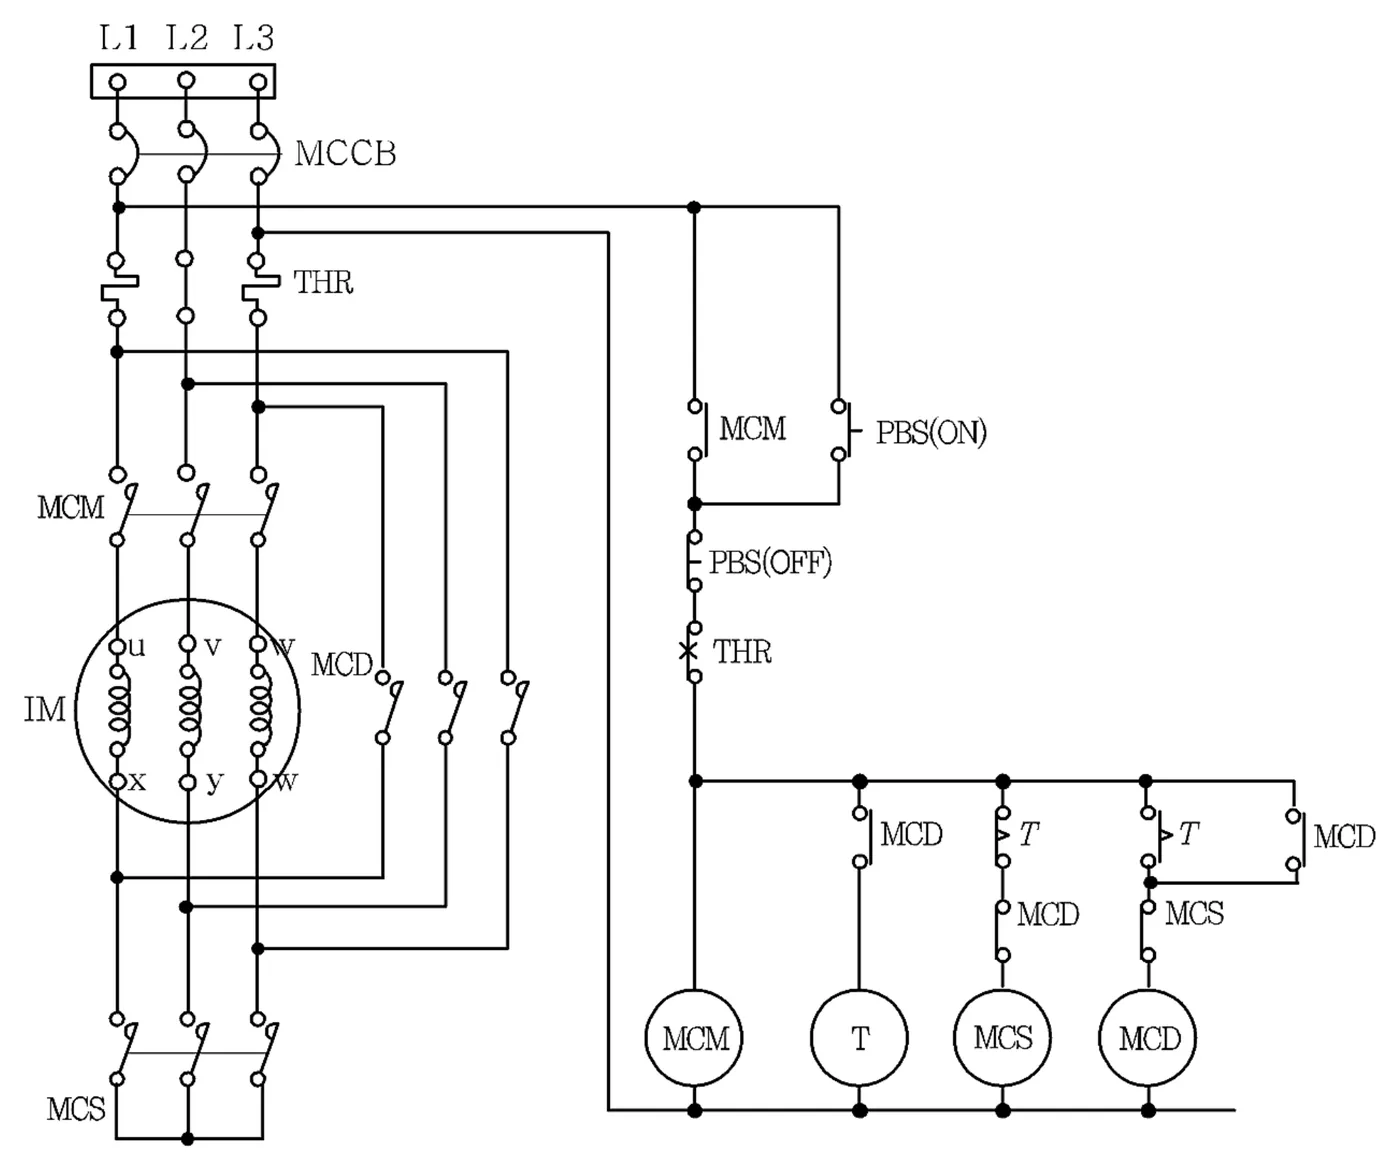 L1 L2 L3
MCCB
THR
MCM
PBS(ON)
MCM
PBS(OFF)
u v w
THR
MCD
IM
x y w
MCD
T
T
MCD
MCD
MCS
MCM
T
MCS
MCD
MCS